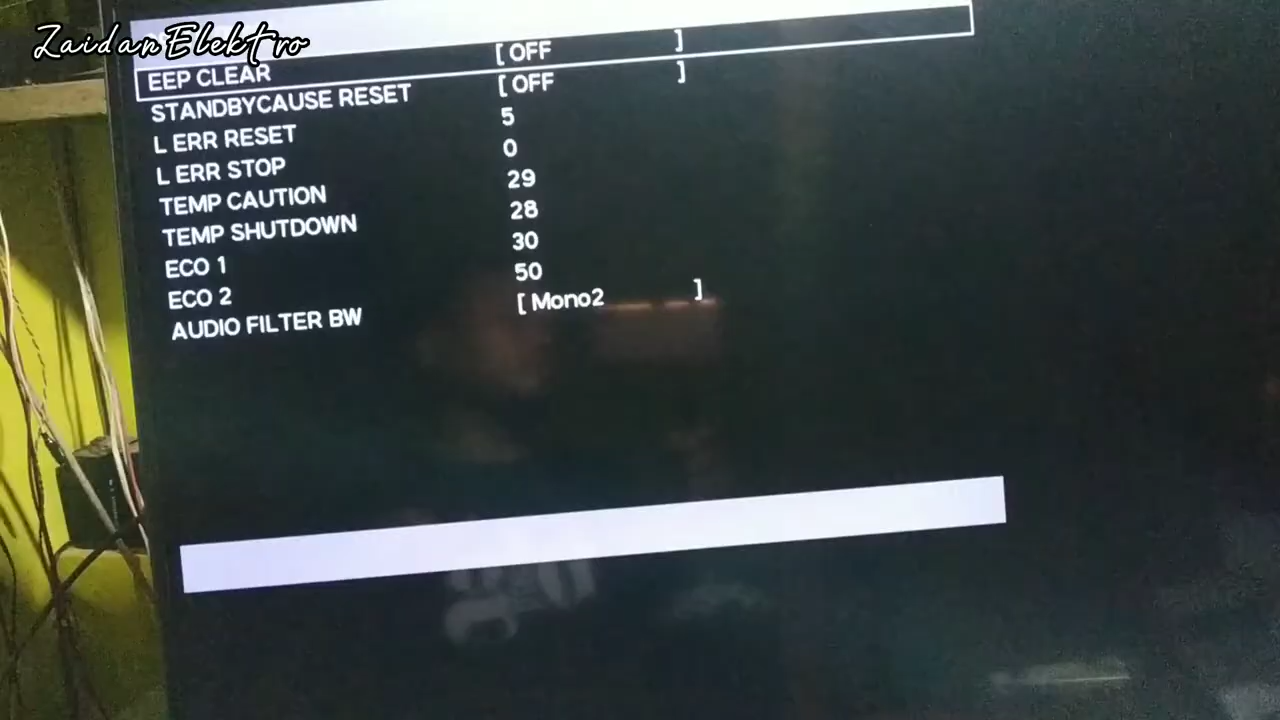 Zaidan Elektro
EEP CLEAR [ OFF ]
STANDBYCAUSE RESET [ OFF ]
L ERR RESET 5
L ERR STOP 0
TEMP CAUTION 29
TEMP SHUTDOWN 28
ECO 1 30
ECO 2 50
AUDIO FILTER BW [ Mono2 ]